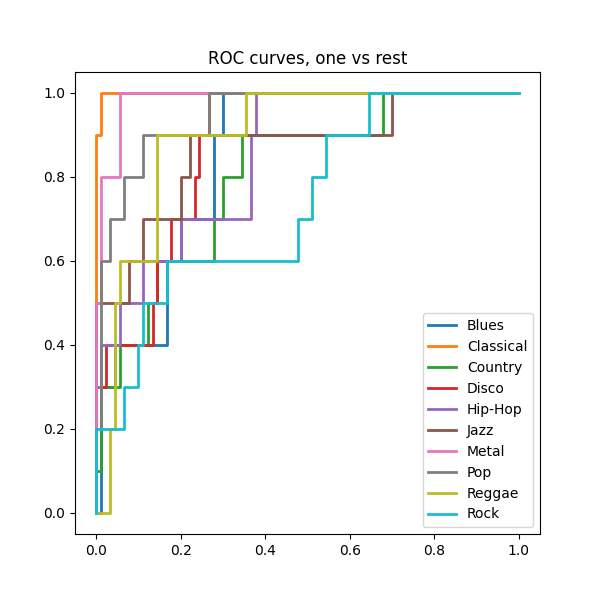 ROC curves, one vs rest
1.0
0.8
0.6
0.4
0.2
0.0
0.0 0.2 0.4 0.6 0.8 1.0
Blues
Classical
Country
Disco
Hip-Hop
Jazz
Metal
Pop
Reggae
Rock